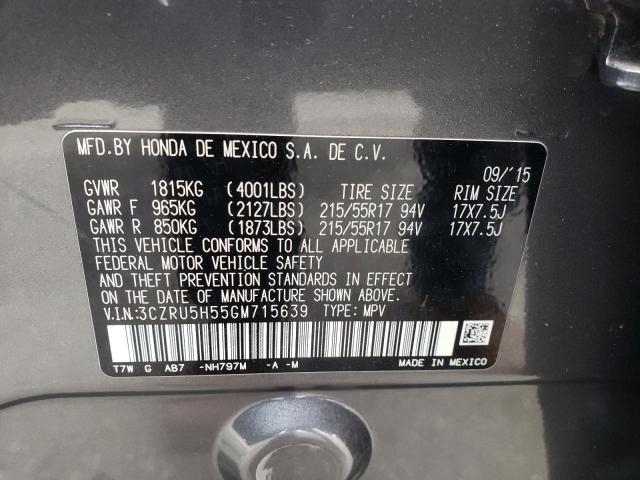 MFD.BY HONDA DE MEXICO S.A. DE C.V.
09/'15
GVWR 1815KG (4001LBS) TIRE SIZE RIM SIZE
GAWR F 965KG (2127LBS) 215/55R17 94V 17X7.5J
GAWR R 850KG (1873LBS) 215/55R17 94V 17X7.5J
THIS VEHICLE CONFORMS TO ALL APPLICABLE
FEDERAL MOTOR VEHICLE SAFETY
AND THEFT PREVENTION STANDARDS IN EFFECT
ON THE DATE OF MANUFACTURE SHOWN ABOVE.
V.I.N:3CZRU5H55GM715639 TYPE: MPV
T7W G AB7 -NH797M -A -M MADE IN MEXICO